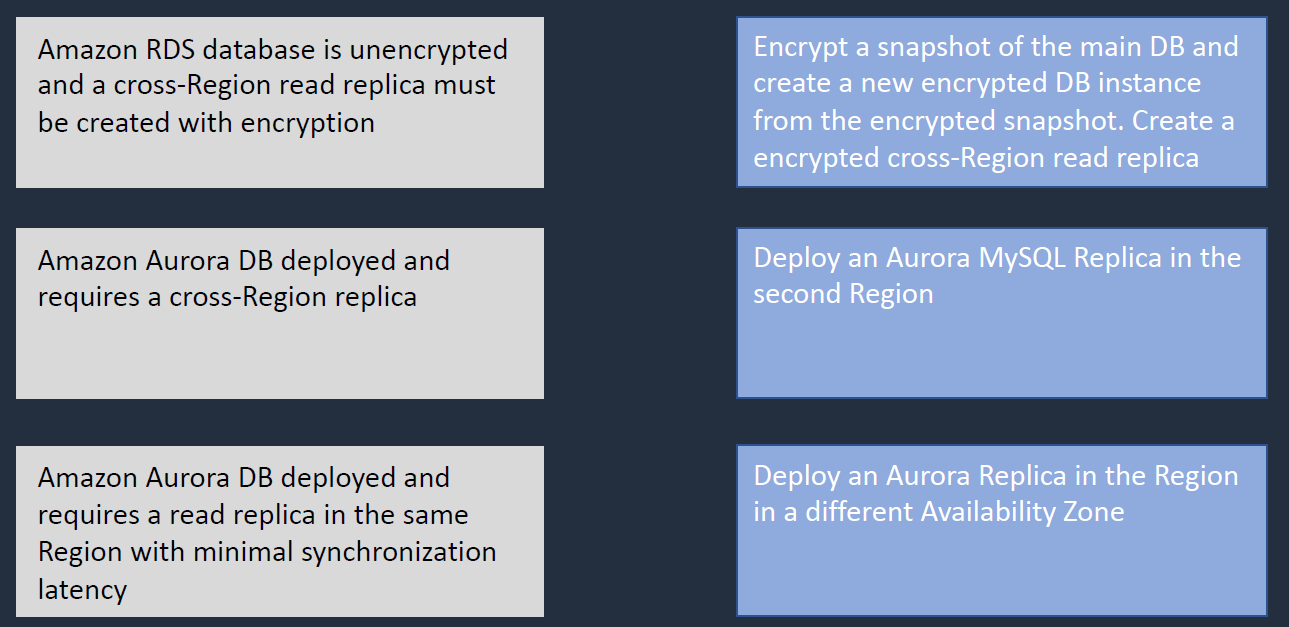 Amazon RDS database is unencrypted
and a cross-Region read replica must
be created with encryption
Encrypt a snapshot of the main DB and
create a new encrypted DB instance
from the encrypted snapshot. Create a
encrypted cross-Region read replica
Amazon Aurora DB deployed and
requires a cross-Region replica
Deploy an Aurora MySQL Replica in the
second Region
Amazon Aurora DB deployed and
requires a read replica in the same
Region with minimal synchronization
latency
Deploy an Aurora Replica in the Region
in a different Availability Zone